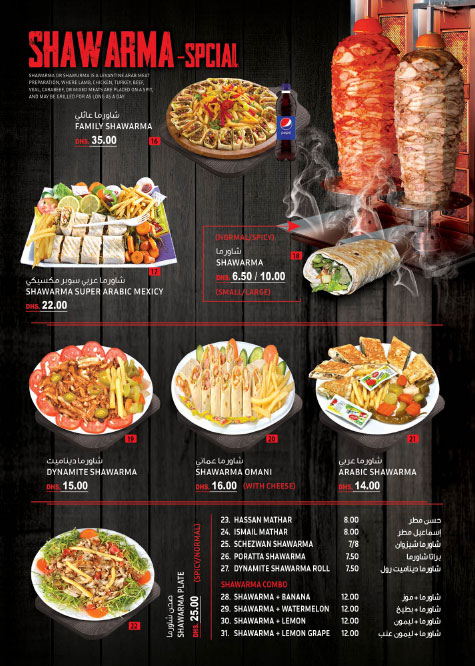 SHAWARMA -SPCIAL
SHAWARMA OR SHAWURMA IS A LEVANTINE ARAB MEAT
PREPARATION, WHERE LAMB, CHICKEN, TURKEY, BEEF,
VEAL, CARABEEF, OR MIXED MEATS ARE PLACED ON A SPIT,
AND MAY BE GRILLED FOR AS LONG AS A DAY.
شاورما عائلي
FAMILY SHAWARMA
DHS. 35.00
16
pepsi
17
شاورما عربي سوبر مكسيكي
SHAWARMA SUPER ARABIC MEXICY
DHS. 22.00
(NORMAL/SPICY)
شاورما
SHAWARMA
DHS. 6.50 / 10.00
(SMALL/LARGE)
18
19
شاورما ديناميت
DYNAMITE SHAWARMA
DHS. 15.00
20
شاورما عماني
SHAWARMA OMANI
DHS. 16.00 (WITH CHEESE)
21
شاورما عربي
ARABIC SHAWARMA
DHS. 14.00
22
صحن شاورما
SHAWARMA PLATE
DHS. 25.00 (SPICY/NORMAL)
23. HASSAN MATHAR 8.00 حسن مطر
24. ISMAIL MATHAR 8.00 إسماعيل مطر
25. SCHEZWAN SHAWARMA 7/8 شاورما شيزوان
26. PORATTA SHAWARMA 7.50 براتا شاورما
27. DYNAMITE SHAWARMA ROLL 7.50 شاورما ديناميت رول
SHAWARMA COMBO
28. SHAWARMA + BANANA 12.00 شاورما + موز
29. SHAWARMA + WATERMELON 12.00 شاورما + بطيخ
30. SHAWARMA + LEMON 12.00 شاورما + ليمون
31. SHAWARMA + LEMON GRAPE 12.00 شاورما + ليمون عنب